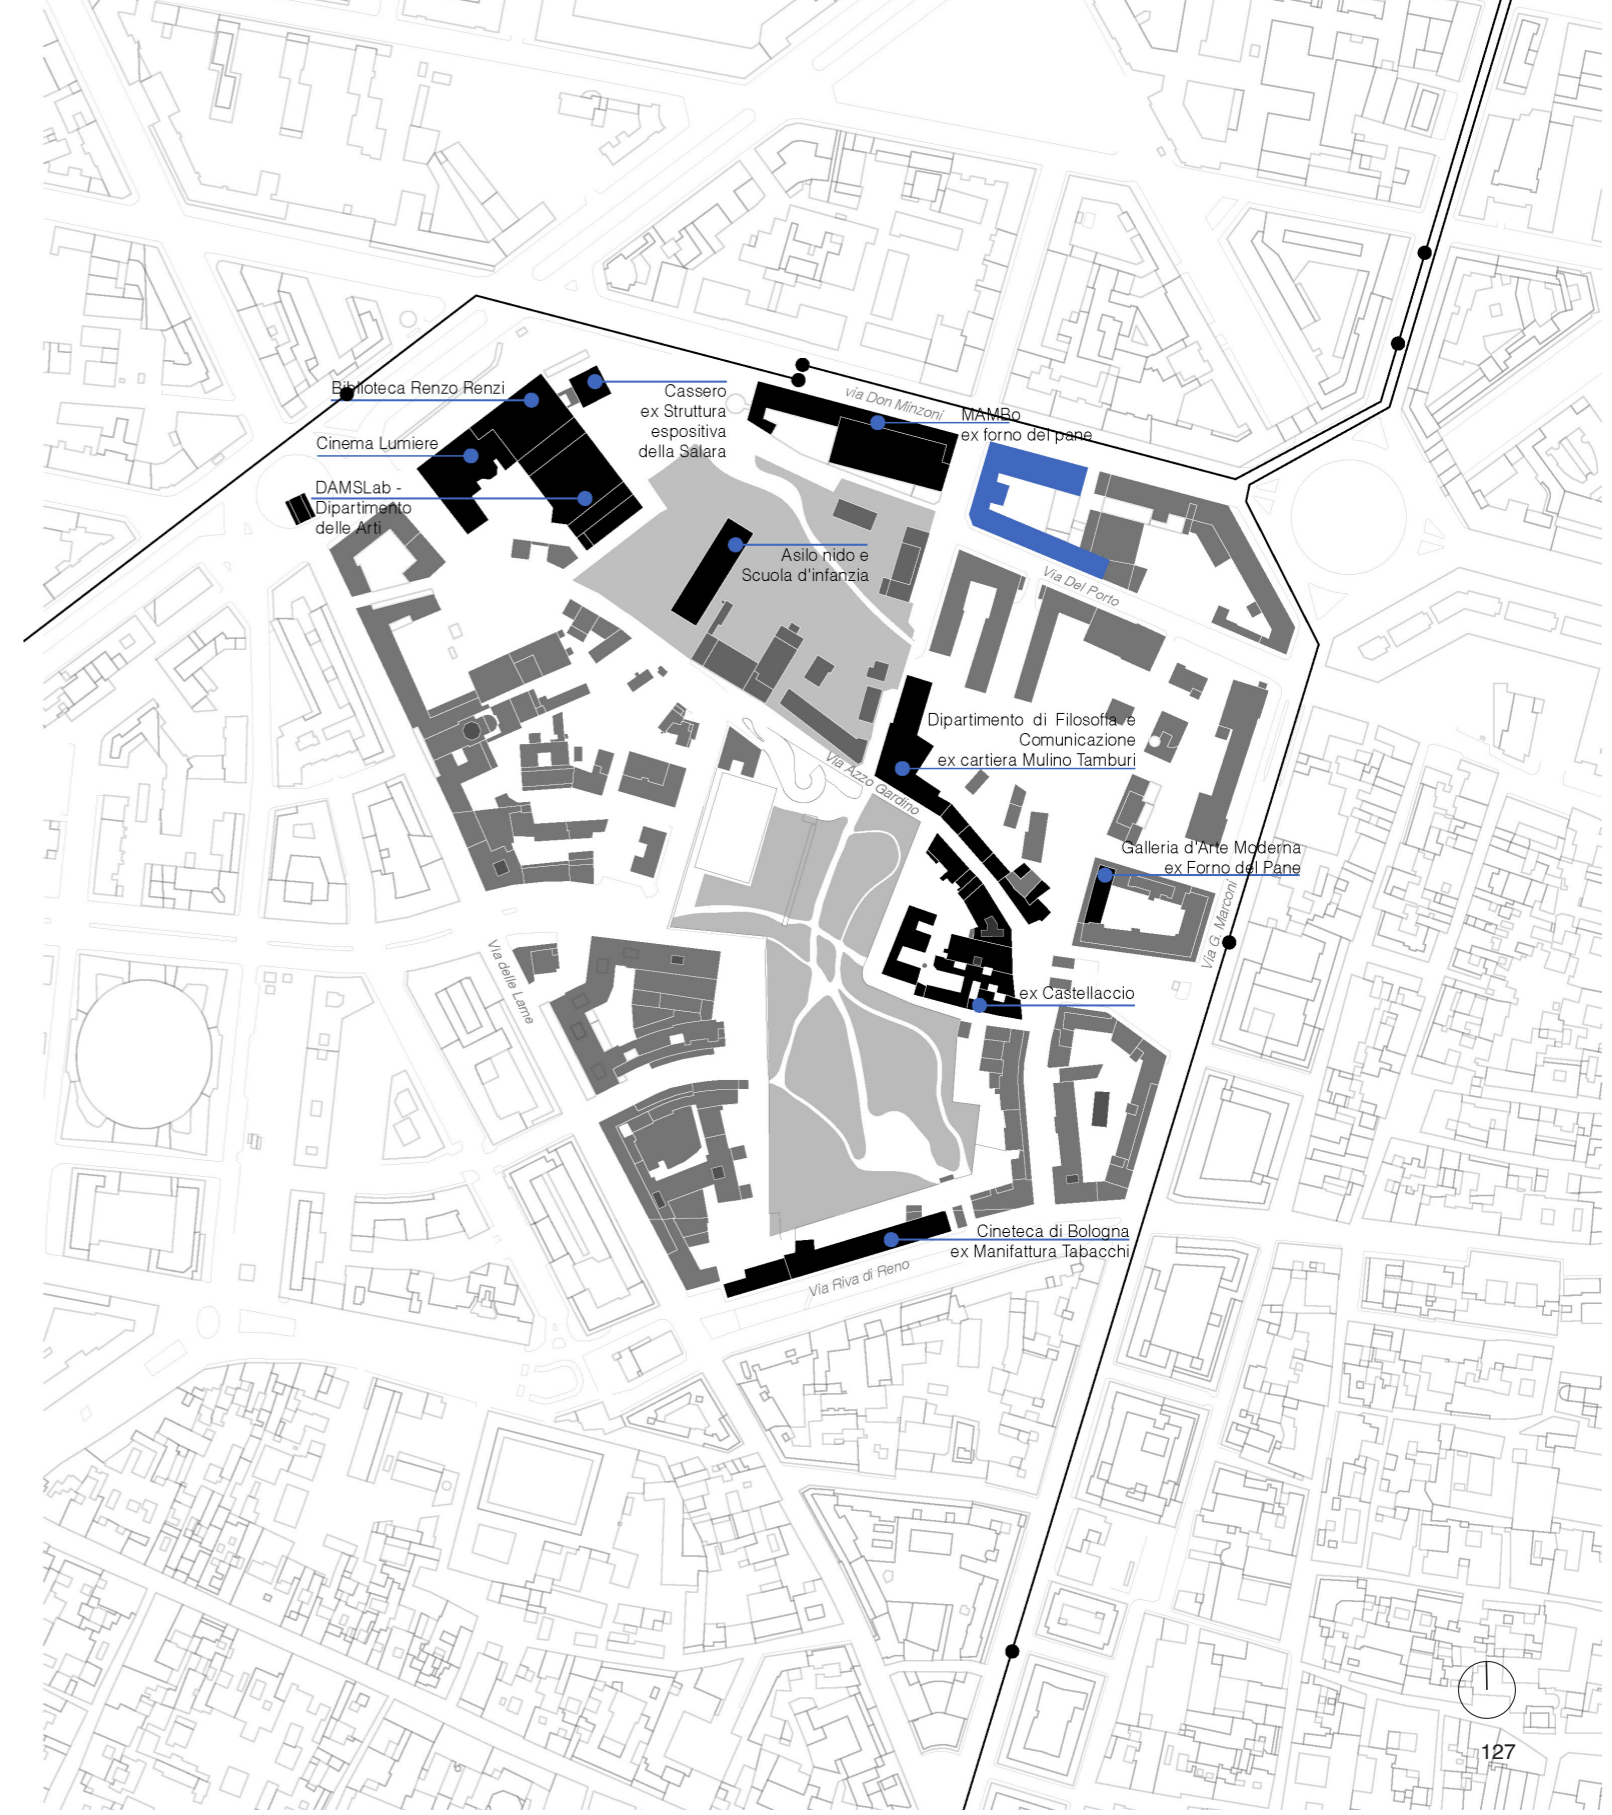 via Don Minzoni
Biblioteca Renzo Renzi
Cassero
ex Struttura
espositiva
della Salara
MAMBo
ex forno del pane
Cinema Lumiere
DAMSLab -
Dipartimento
delle Arti
Asilo nido e
Scuola d'infanzia
Via Del Porto
Dipartimento di Filosofia e
Comunicazione
ex cartiera Mulino Tamburi
Via Azzo Gardino
Galleria d'Arte Moderna
ex Forno del Pane
Via G. Marconi
Via delle Lame
ex Castellaccio
Cineteca di Bologna
ex Manifattura Tabacchi
Via Riva di Reno
127